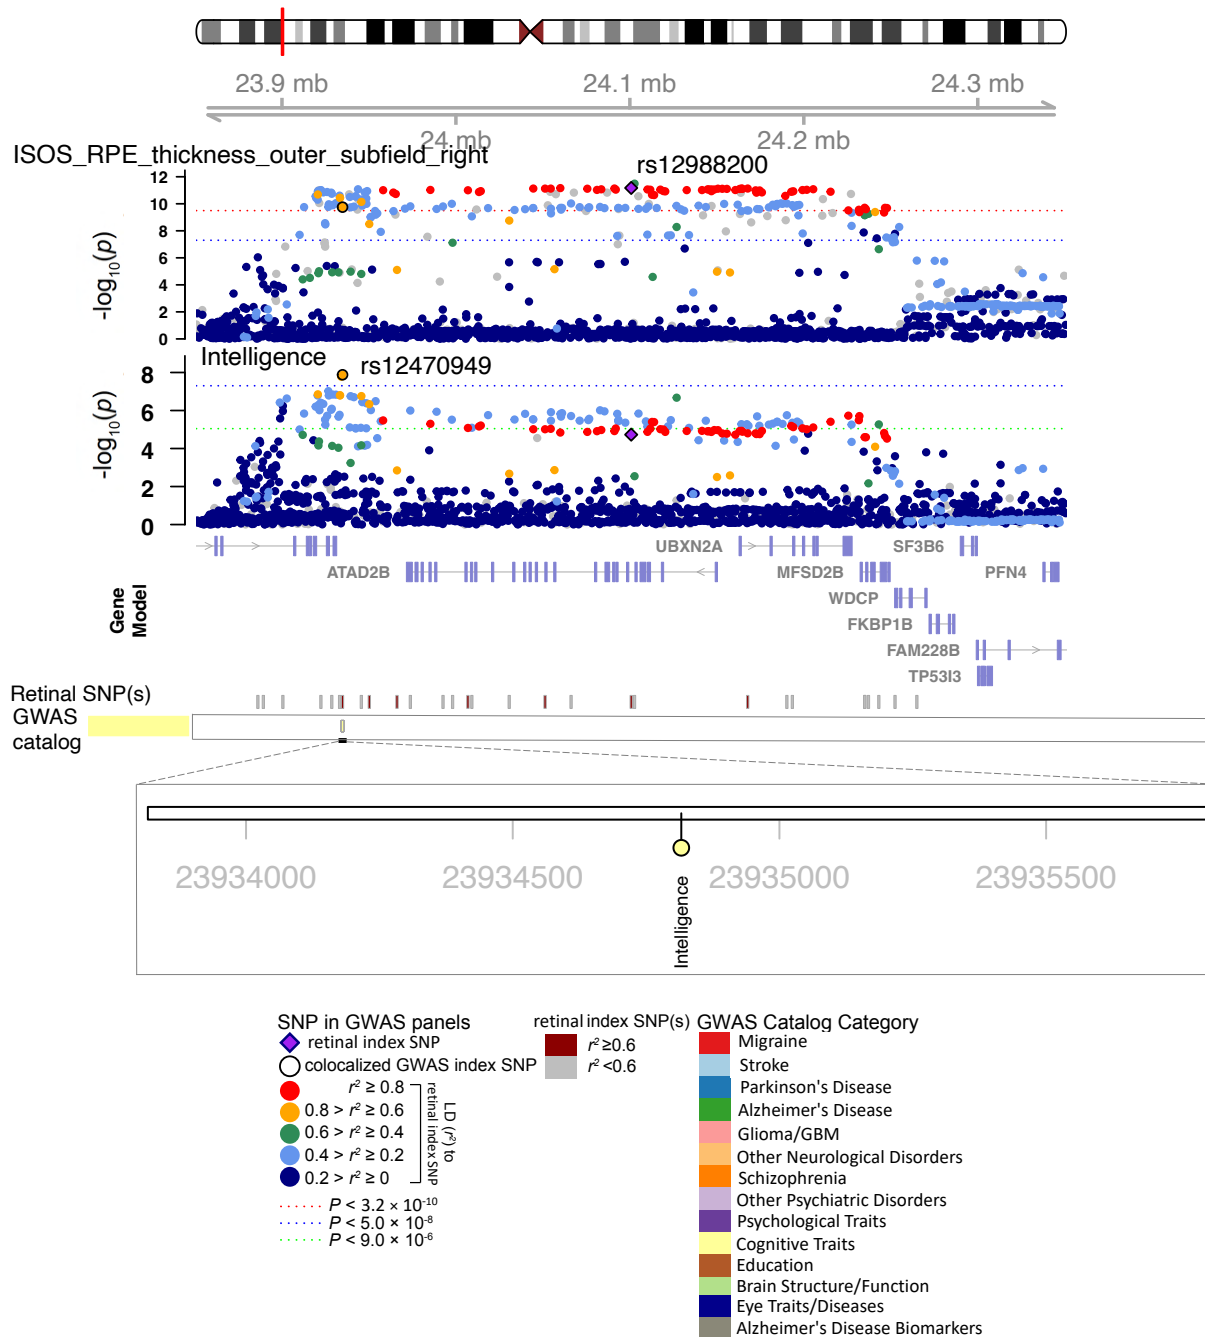 23.9 mb
24.1 mb
24.3 mb
24 mb
24.2 mb
ISOS_RPE_thickness_outer_subfield_right
rs12988200
12
10
8
6
4
2
0
-log10(p)
Intelligence
rs12470949
8
6
4
2
0
-log10(p)
UBXN2A
SF3B6
ATAD2B
MFSD2B
PFN4
WDCP
FKBP1B
FAM228B
TP53I3
Gene
Model
Retinal SNP(s)
GWAS
catalog
23934000
23934500
23935000
23935500
Intelligence
SNP in GWAS panels
retinal index SNP
colocalized GWAS index SNP
r² ≥ 0.8
0.8 > r² ≥ 0.6
0.6 > r² ≥ 0.4
0.4 > r² ≥ 0.2
0.2 > r² ≥ 0
LD (r²) to
retinal index SNP
P < 3.2 × 10⁻¹⁰
P < 5.0 × 10⁻⁸
P < 9.0 × 10⁻⁶
retinal index SNP(s)
r² ≥0.6
r² <0.6
GWAS Catalog Category
Migraine
Stroke
Parkinson's Disease
Alzheimer's Disease
Glioma/GBM
Other Neurological Disorders
Schizophrenia
Other Psychiatric Disorders
Psychological Traits
Cognitive Traits
Education
Brain Structure/Function
Eye Traits/Diseases
Alzheimer's Disease Biomarkers